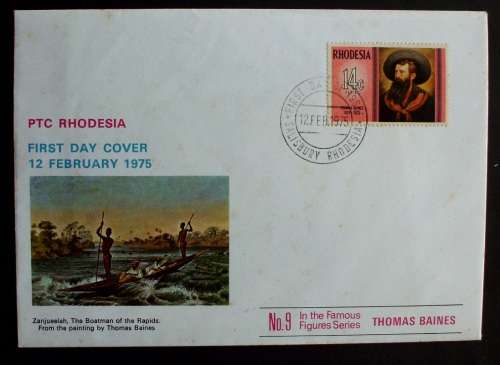 RHODESIA
14c
THOMAS BAINES
FIRST DAY
12.FEB.1975
SALISBURY RHODESIA
PTC RHODESIA
FIRST DAY COVER
12 FEBRUARY 1975
Zanjueelah, The Boatman of the Rapids.
From the painting by Thomas Baines
No.9 In the Famous Figures Series THOMAS BAINES